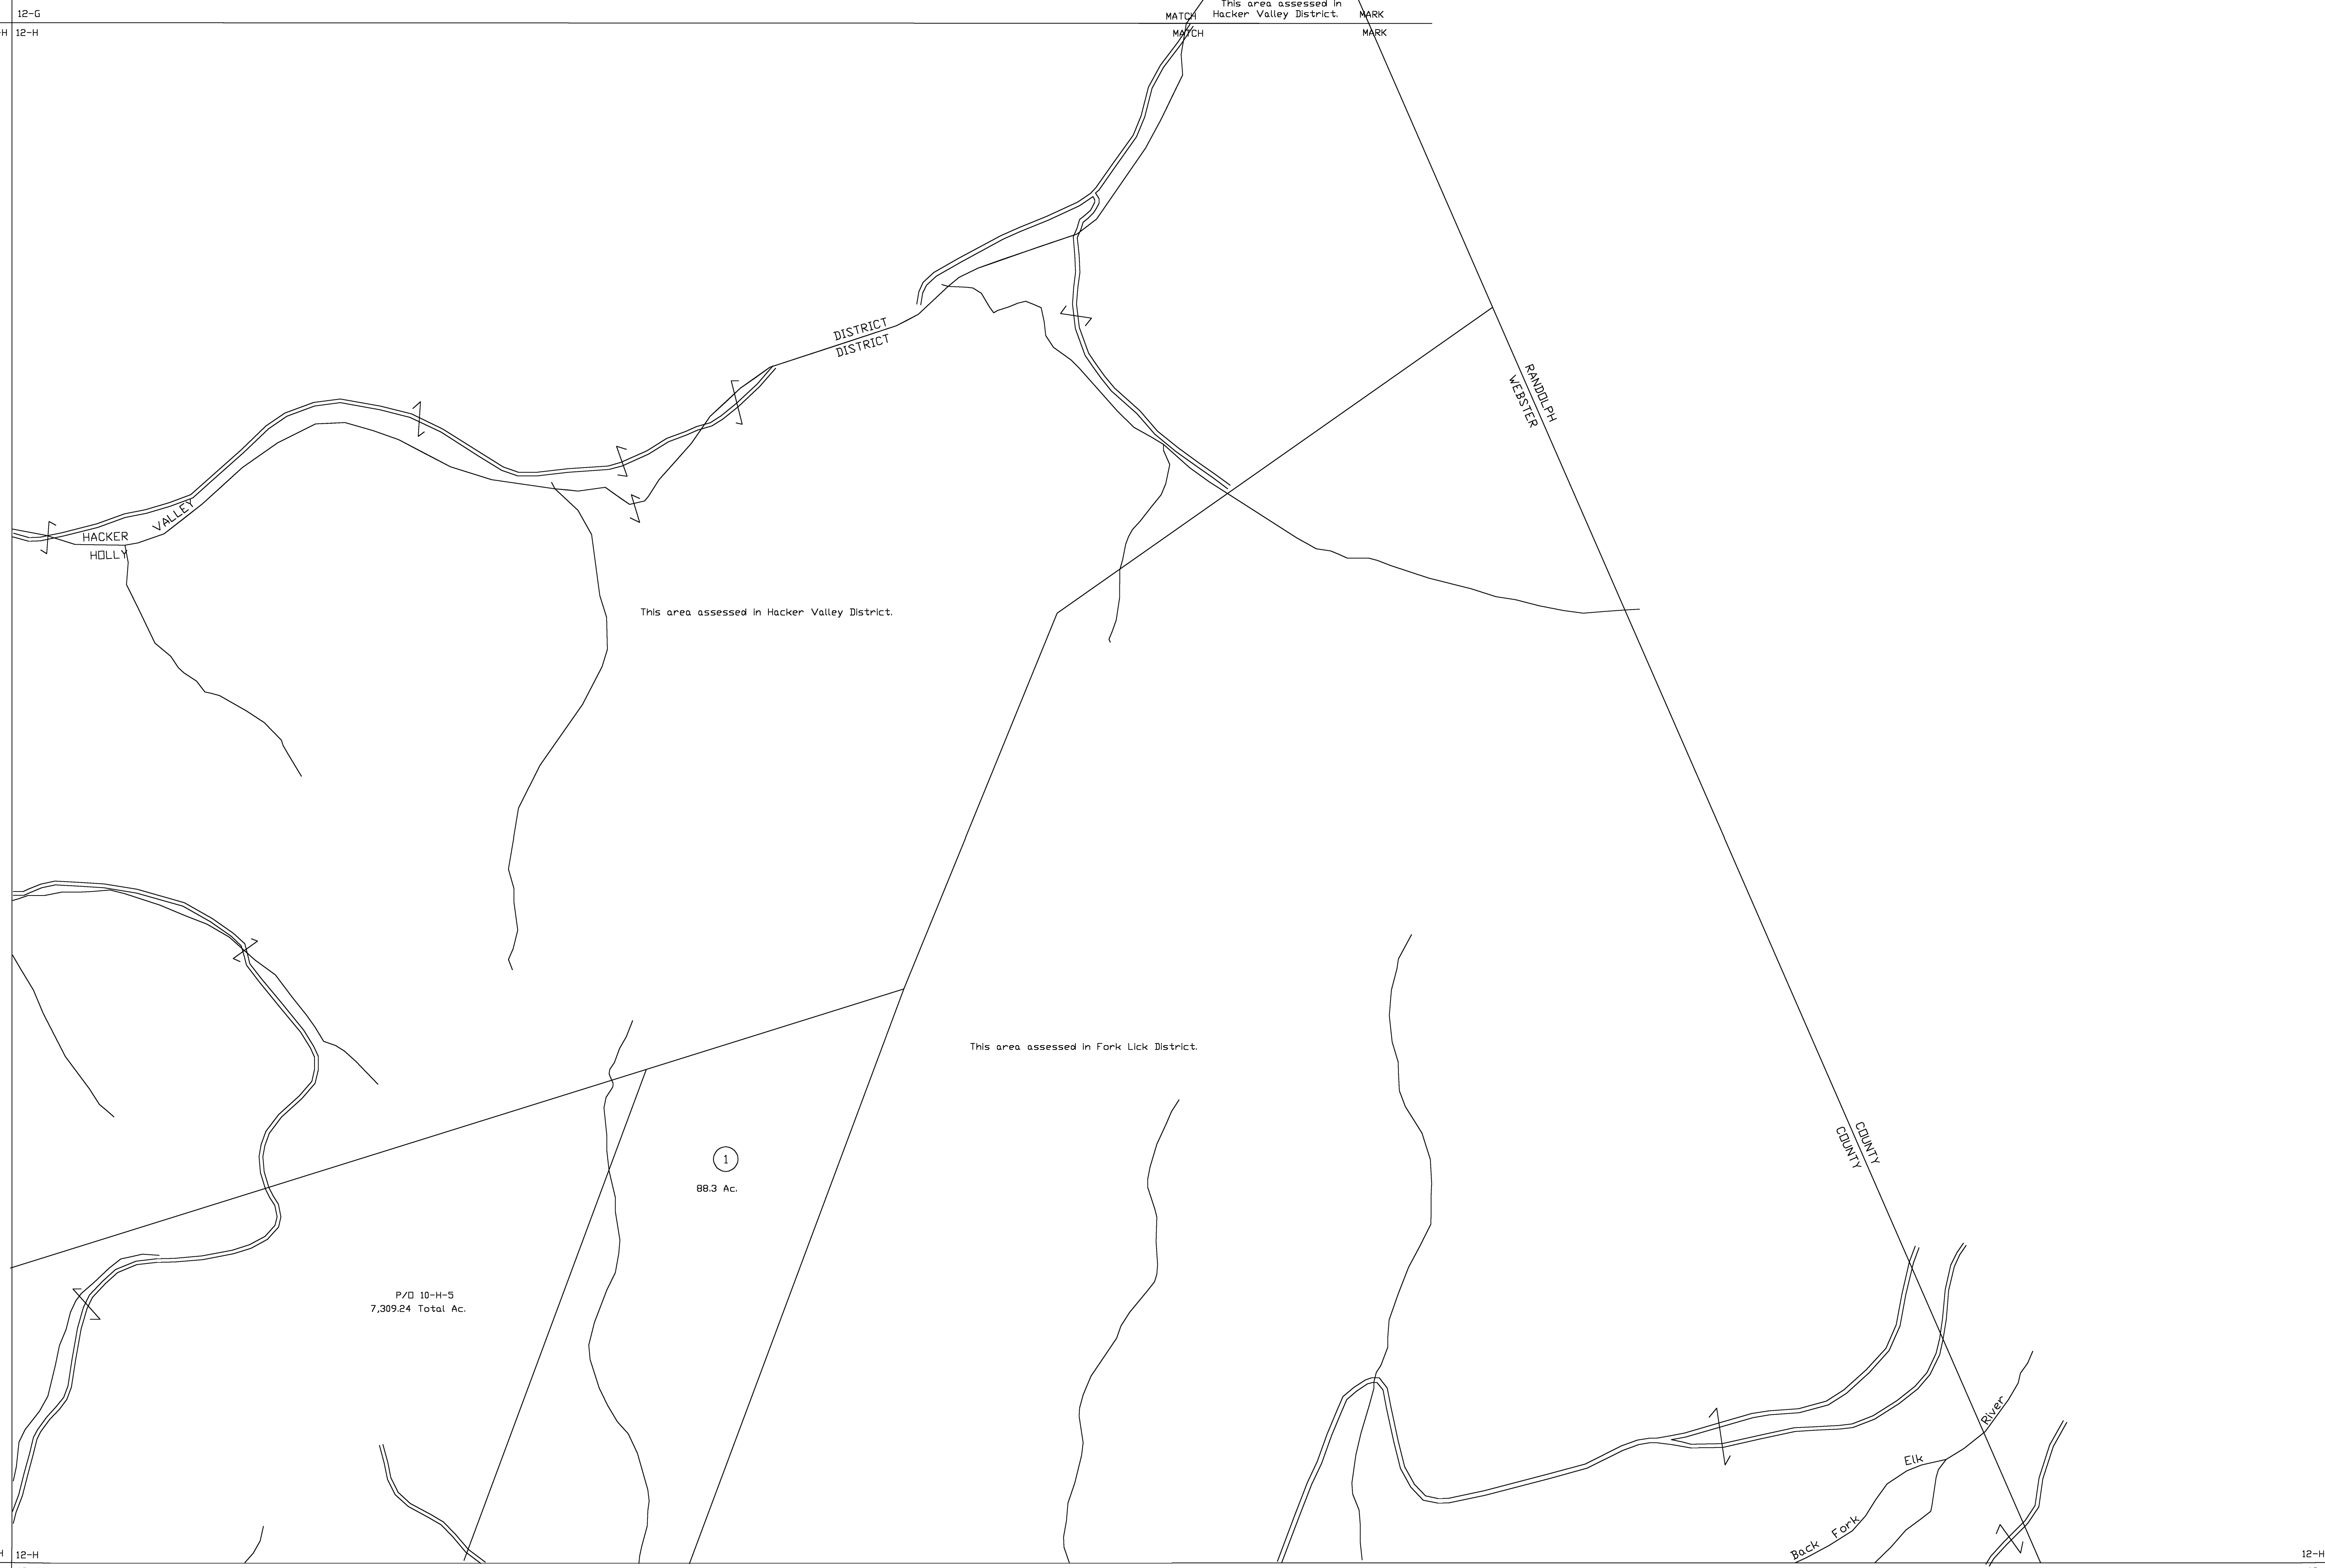 12-G
This area assessed in
MATCH Hacker Valley District. MARK
-H 12-H
MATCH MARK
DISTRICT
DISTRICT
RANDOLPH
WEBSTER
VALLEY
HACKER
HOLLY
This area assessed in Hacker Valley District.
This area assessed in Fork Lick District.
COUNTY
COUNTY
1
88.3 Ac.
P/O 10-H-5
7,309.24 Total Ac.
River
Elk
Back Fork
H 12-H
12-H